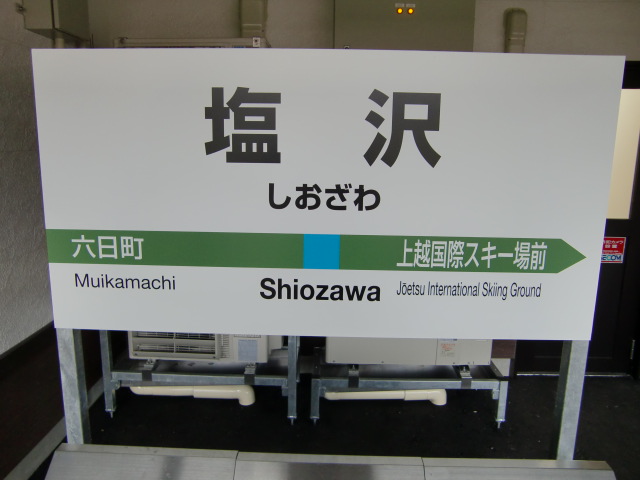 塩沢
しおざわ
六日町 上越国際スキー場前
Muikamachi Shiozawa Jōetsu International Skiing Ground